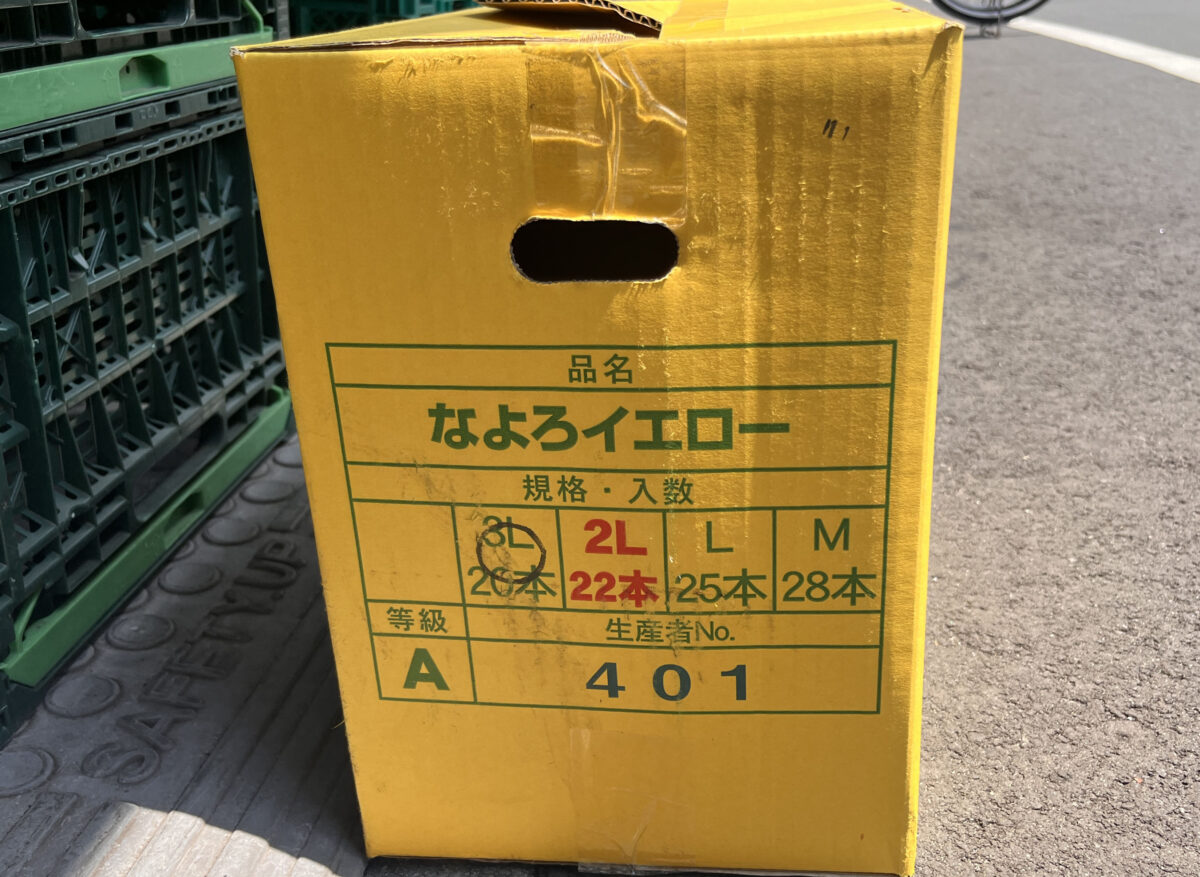 品名
なよろイエロー
規格・入数
3L 2L L M
20本 22本 25本 28本
等級 生産者No.
A 401
SAFETY.UP